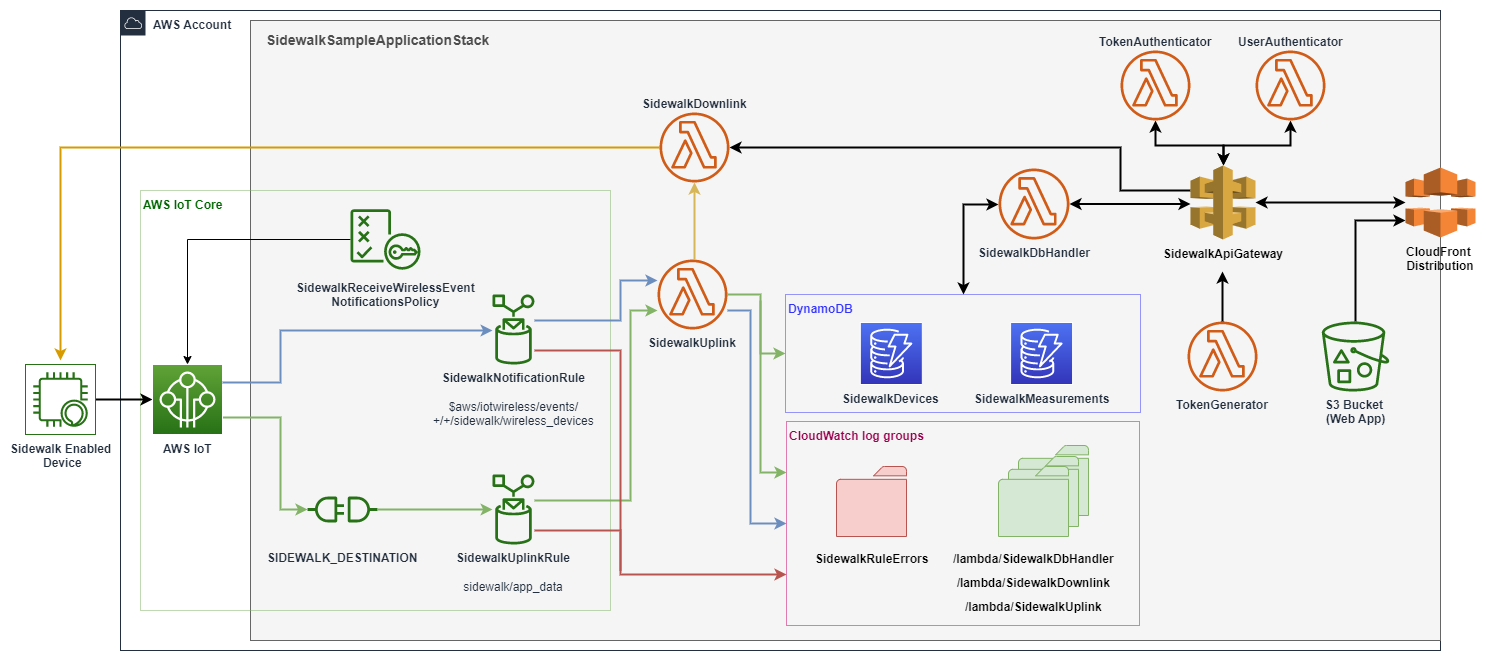 AWS Account
SidewalkSampleApplicationStack
TokenAuthenticator
UserAuthenticator
SidewalkDownlink
AWS IoT Core
SidewalkReceiveWirelessEvent
NotificationsPolicy
SidewalkDbHandler
SidewalkApiGateway
CloudFront
Distribution
SidewalkUplink
DynamoDB
SidewalkDevices
SidewalkMeasurements
SidewalkNotificationRule
$aws/iotwireless/events/
+/+/sidewalk/wireless_devices
TokenGenerator
S3 Bucket
(Web App)
Sidewalk Enabled
Device
AWS IoT
CloudWatch log groups
SIDEWALK_DESTINATION
SidewalkUplinkRule
sidewalk/app_data
SidewalkRuleErrors
/lambda/SidewalkDbHandler
/lambda/SidewalkDownlink
/lambda/SidewalkUplink